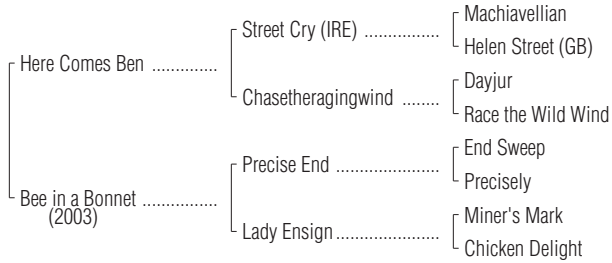 Machiavellian
Street Cry (IRE) .................
Helen Street (GB)
Here Comes Ben ..............
Dayjur
Chasetheragingwind ........
Race the Wild Wind
End Sweep
Precise End .......................
Precisely
Bee in a Bonnet ................
(2003)
Miner's Mark
Lady Ensign.......................
Chicken Delight